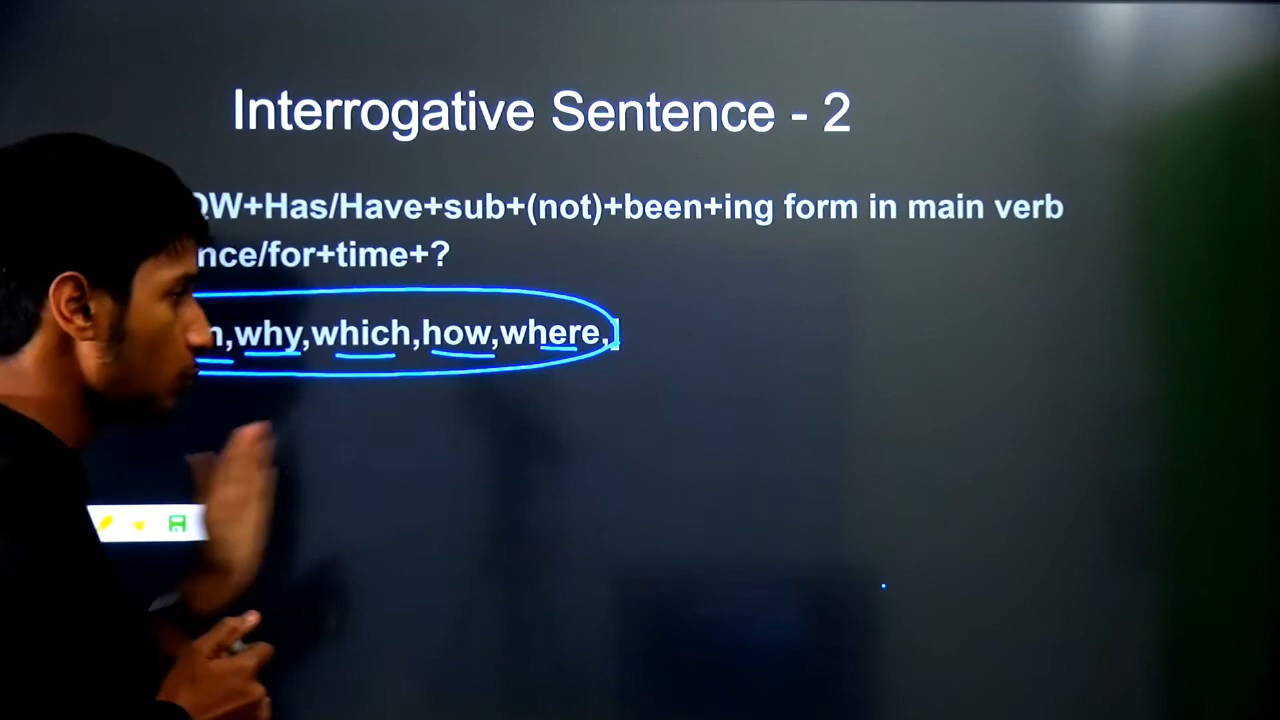 Interrogative Sentence - 2
QW+Has/Have+sub+(not)+been+ing form in main verb
nce/for+time+?
,why,which,how,where,